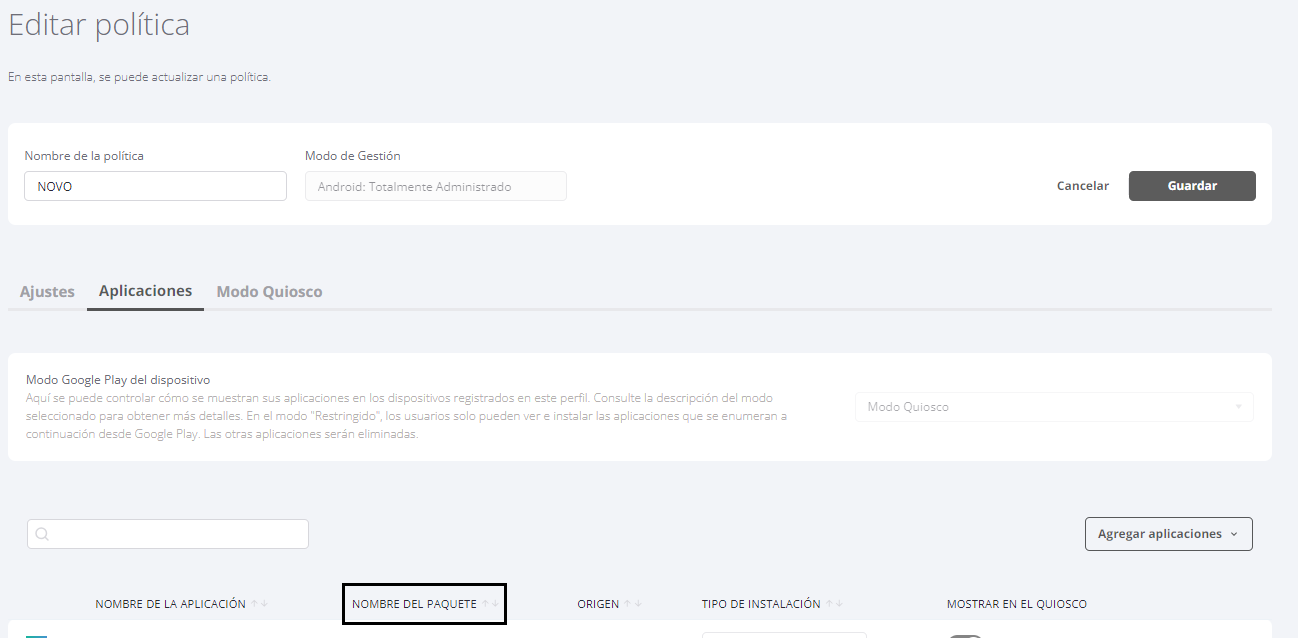 Editar política
En esta pantalla, se puede actualizar una política.
Nombre de la política
Modo de Gestión
NOVO
Android: Totalmente Administrado
Cancelar
Guardar
Ajustes
Aplicaciones
Modo Quiosco
Modo Google Play del dispositivo
Aquí se puede controlar cómo se muestran sus aplicaciones en los dispositivos registrados en este perfil. Consulte la descripción del modo
seleccionado para obtener más detalles. En el modo "Restringido", los usuarios solo pueden ver e instalar las aplicaciones que se enumeran a
continuación desde Google Play. Las otras aplicaciones serán eliminadas.
Modo Quiosco
Agregar aplicaciones
NOMBRE DE LA APLICACIÓN
NOMBRE DEL PAQUETE
ORIGEN
TIPO DE INSTALACIÓN
MOSTRAR EN EL QUIOSCO